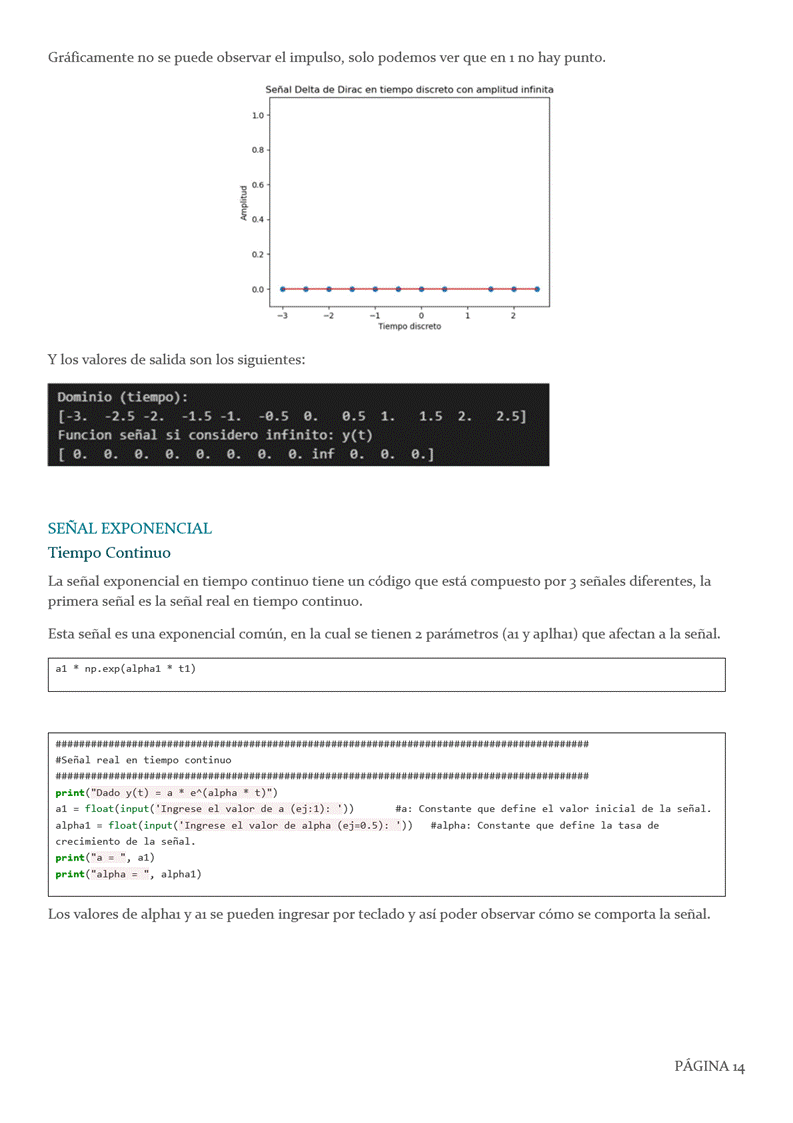 Gráficamente no se puede observar el impulso, solo podemos ver que en 1 no hay punto.
Señal Delta de Dirac en tiempo discreto con amplitud infinita
1.0
0.8
0.6
0.4
0.2
0.0
Amplitud
−3 −2 −1 0 1 2
Tiempo discreto
Y los valores de salida son los siguientes:
Dominio (tiempo):
[-3. -2.5 -2. -1.5 -1. -0.5 0. 0.5 1. 1.5 2. 2.5]
Funcion señal si considero infinito: y(t)
[ 0. 0. 0. 0. 0. 0. 0. 0. inf 0. 0. 0.]
SEÑAL EXPONENCIAL
Tiempo Continuo
La señal exponencial en tiempo continuo tiene un código que está compuesto por 3 señales diferentes, la
primera señal es la señal real en tiempo continuo.
Esta señal es una exponencial común, en la cual se tienen 2 parámetros (a1 y aplha1) que afectan a la señal.
a1 * np.exp(alpha1 * t1)
##########################################################################################
#Señal real en tiempo continuo
##########################################################################################
print("Dado y(t) = a * e^(alpha * t)")
a1 = float(input('Ingrese el valor de a (ej:1): ')) #a: Constante que define el valor inicial de la señal.
alpha1 = float(input('Ingrese el valor de alpha (ej=0.5): ')) #alpha: Constante que define la tasa de
crecimiento de la señal.
print("a = ", a1)
print("alpha = ", alpha1)
Los valores de alpha1 y a1 se pueden ingresar por teclado y así poder observar cómo se comporta la señal.
PÁGINA 14